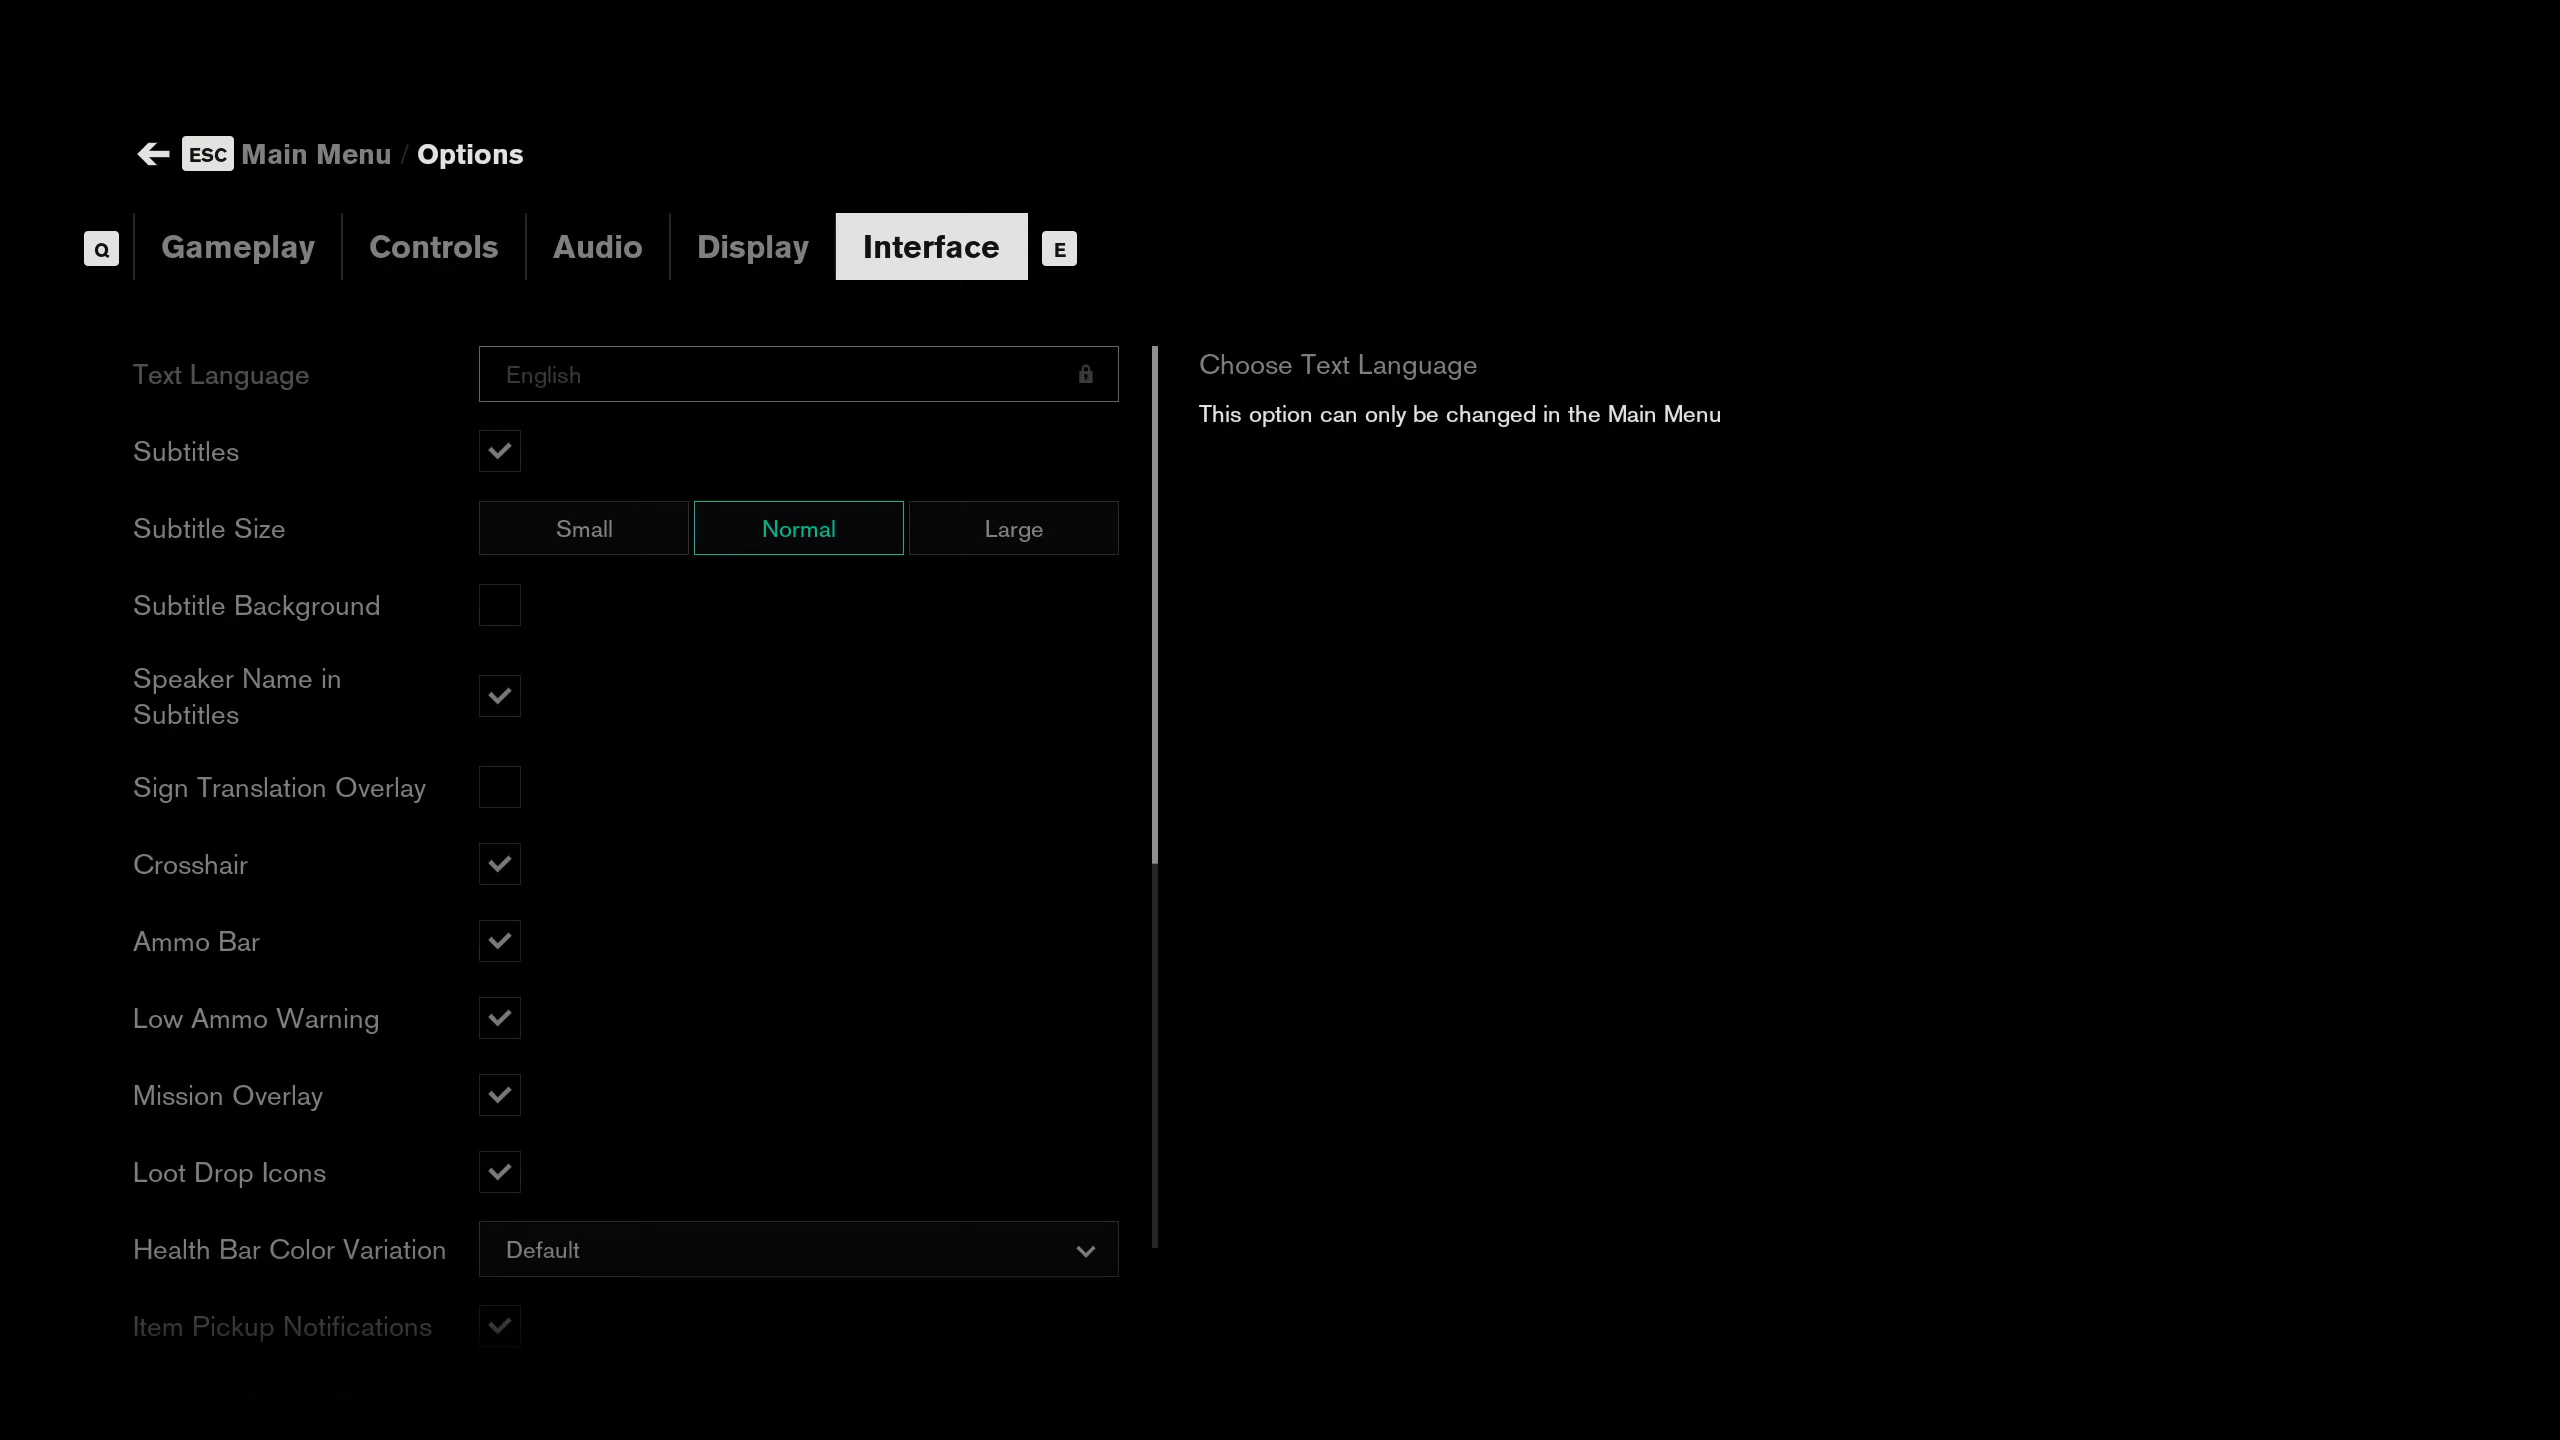 ESC Main Menu / Options
Q Gameplay Controls Audio Display Interface E
Text Language English
Choose Text Language
This option can only be changed in the Main Menu
Subtitles
Subtitle Size Small Normal Large
Subtitle Background
Speaker Name in
Subtitles
Sign Translation Overlay
Crosshair
Ammo Bar
Low Ammo Warning
Mission Overlay
Loot Drop Icons
Health Bar Color Variation Default
Item Pickup Notifications